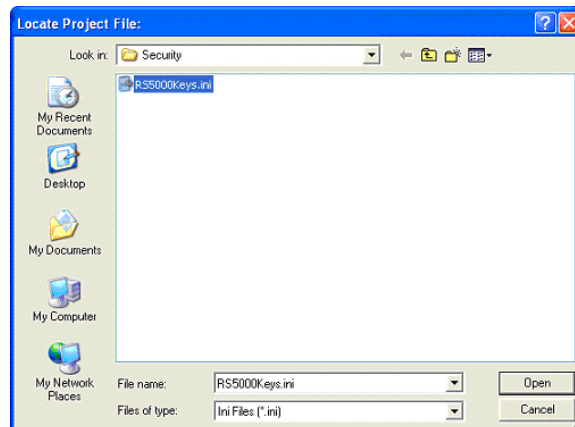 Locate Project File:
Look in: Security
RS5000Keys.ini
My Recent
Documents
Desktop
My Documents
My Computer
My Network
Places
File name: RS5000Keys.ini Open
Files of type: Ini Files (*.ini) Cancel